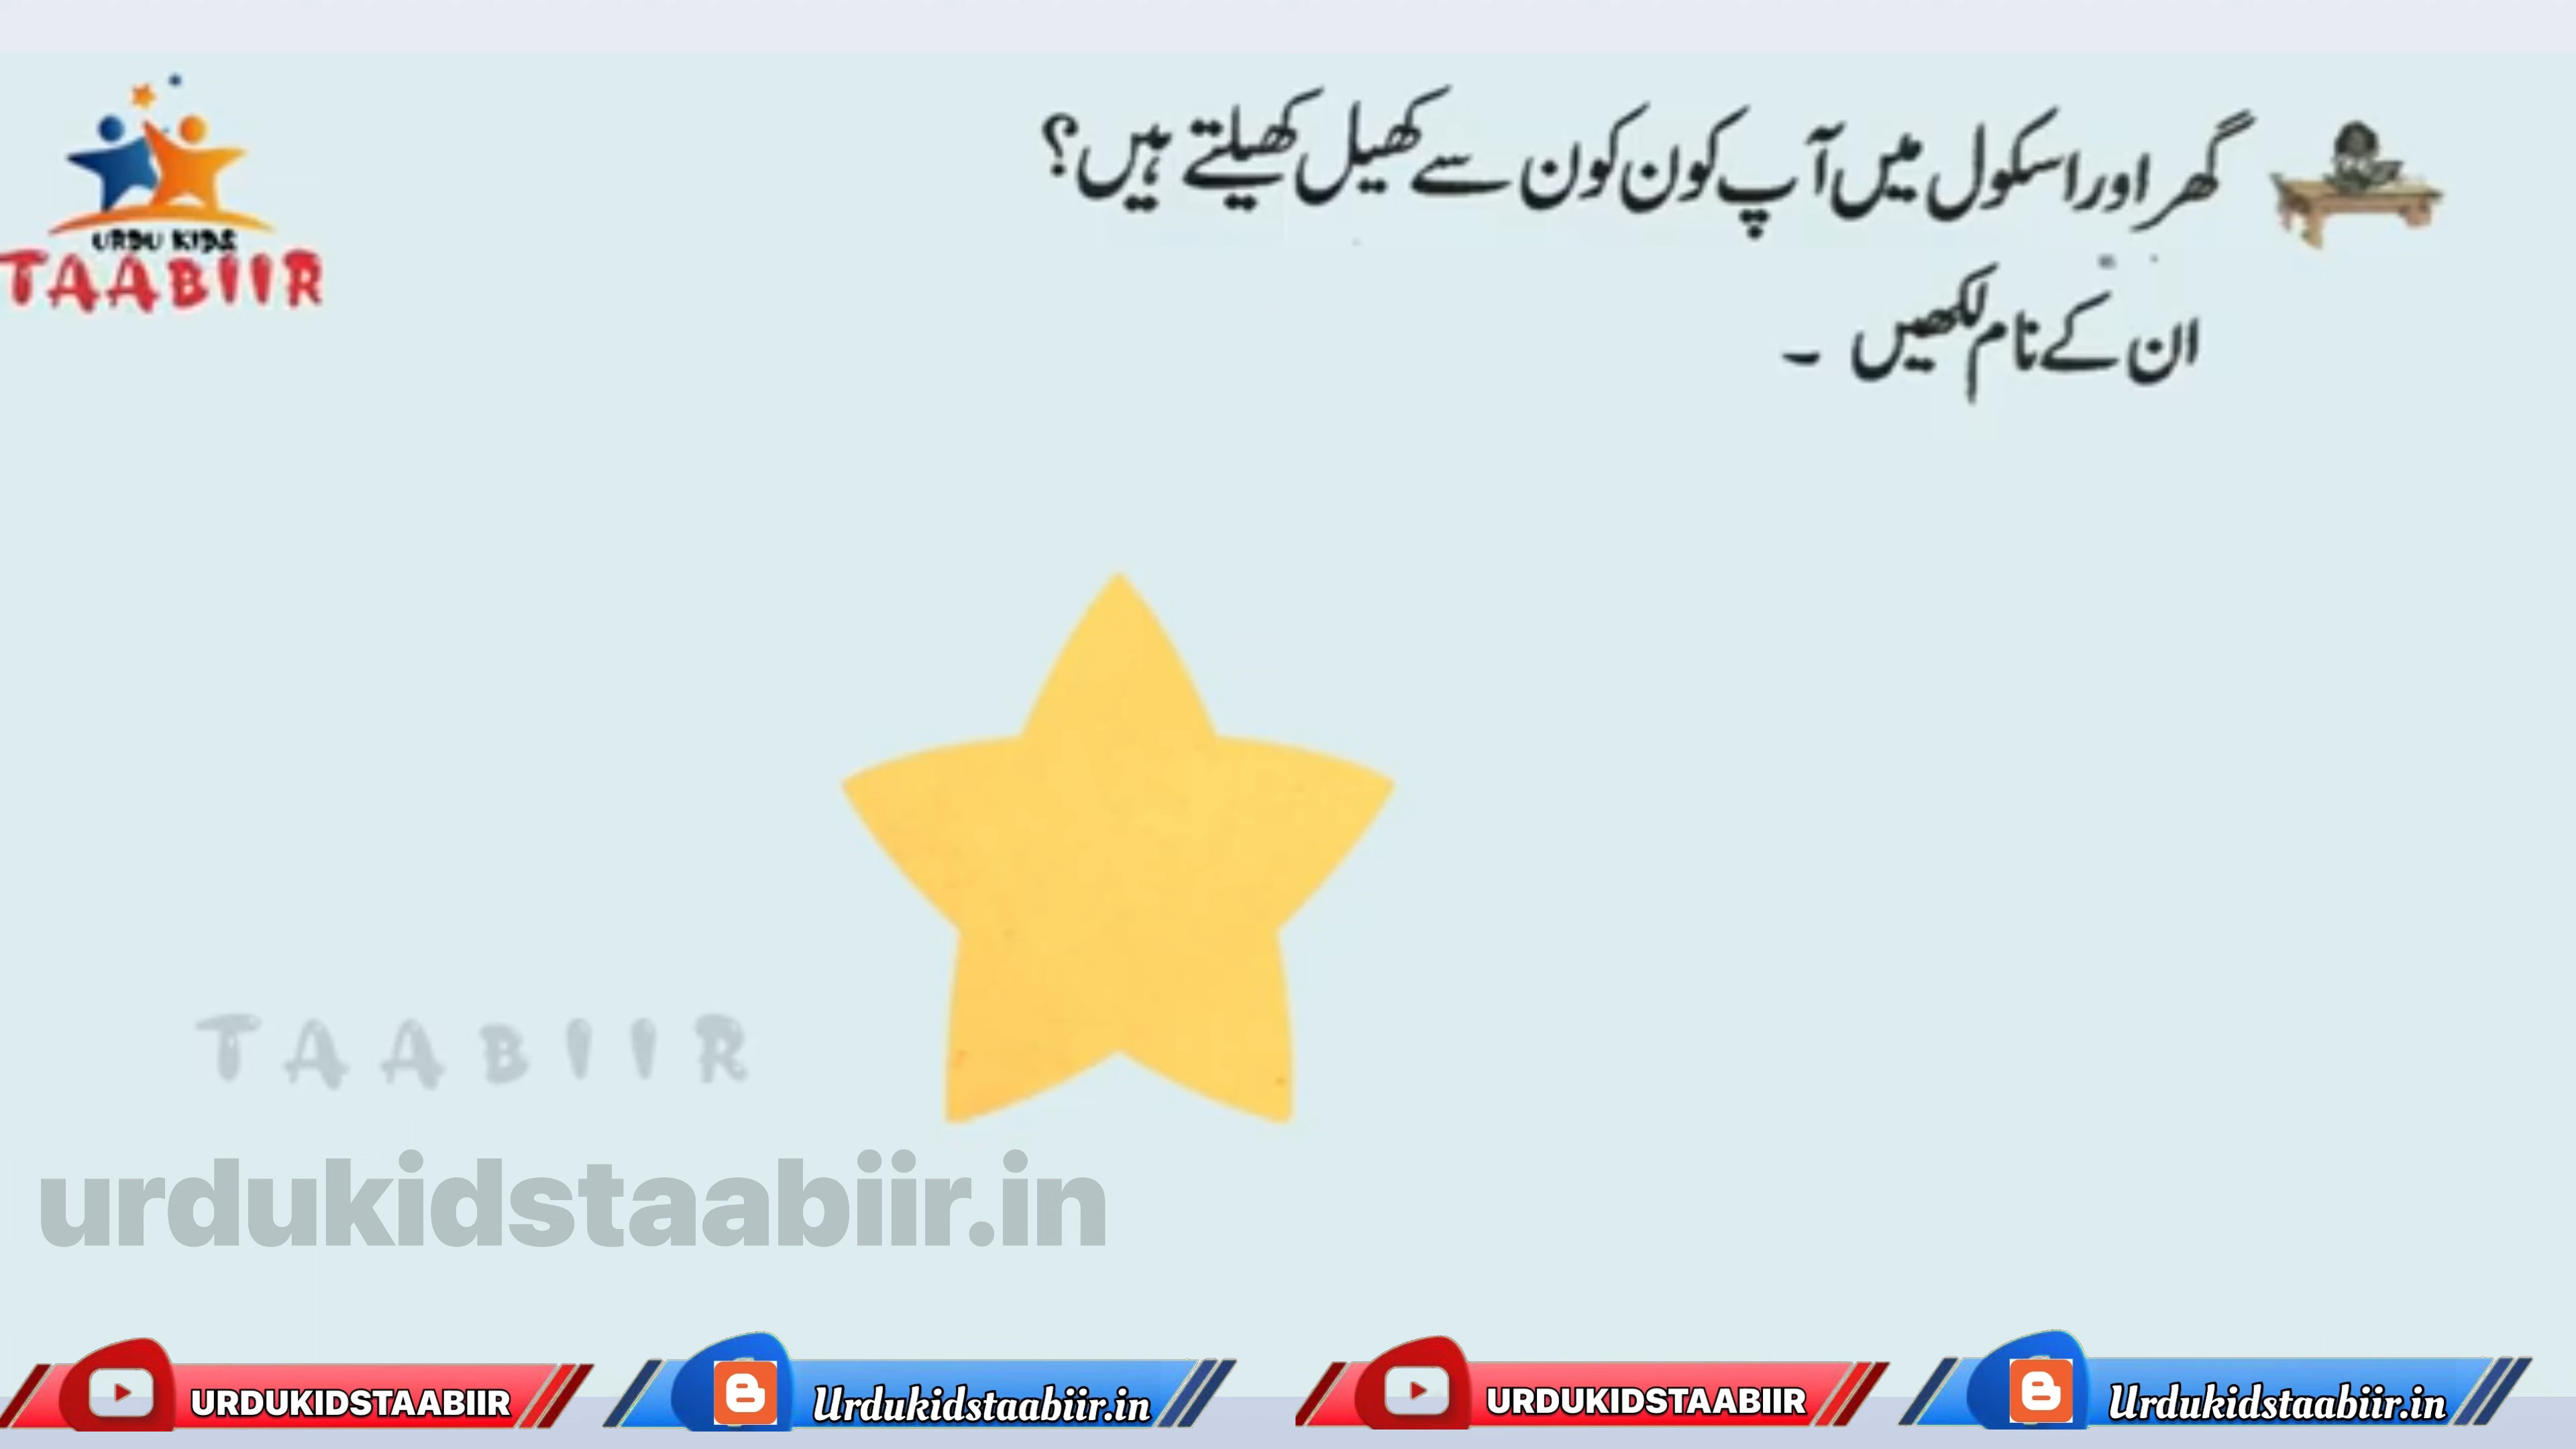 گھر اور اسکول میں آپ کون کون سے کھیل کھیلتے ہیں؟
ان کے نام لکھیں ۔
URDU KIDS
TAABIIR
TAABIIR
urdukidstaabiir.in
URDUKIDSTAABIIR
Urdukidstaabiir.in
URDUKIDSTAABIIR
Urdukidstaabiir.in